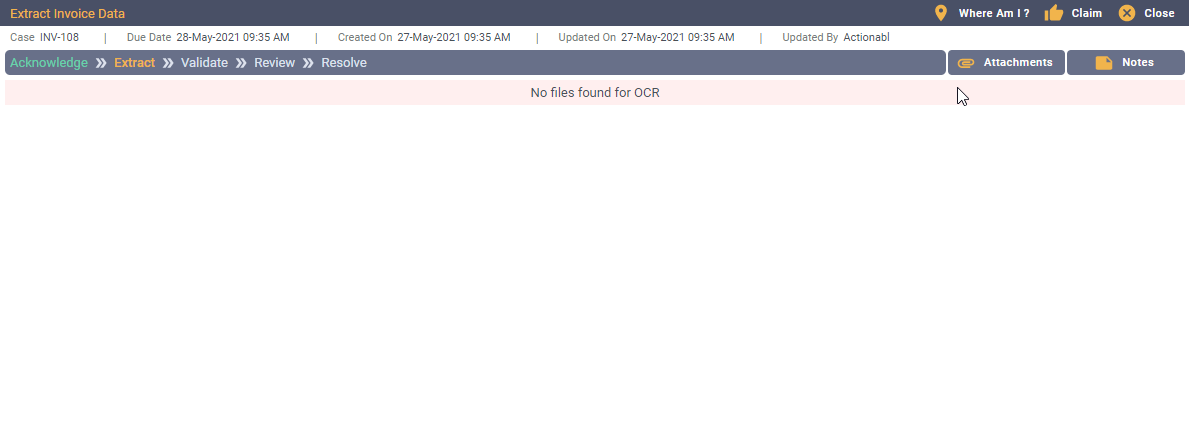 Extract Invoice Data Where Am I ? Claim Close
Case INV-108 | Due Date 28-May-2021 09:35 AM | Created On 27-May-2021 09:35 AM | Updated On 27-May-2021 09:35 AM | Updated By Actionabl
Acknowledge » Extract » Validate » Review » Resolve Attachments Notes
No files found for OCR